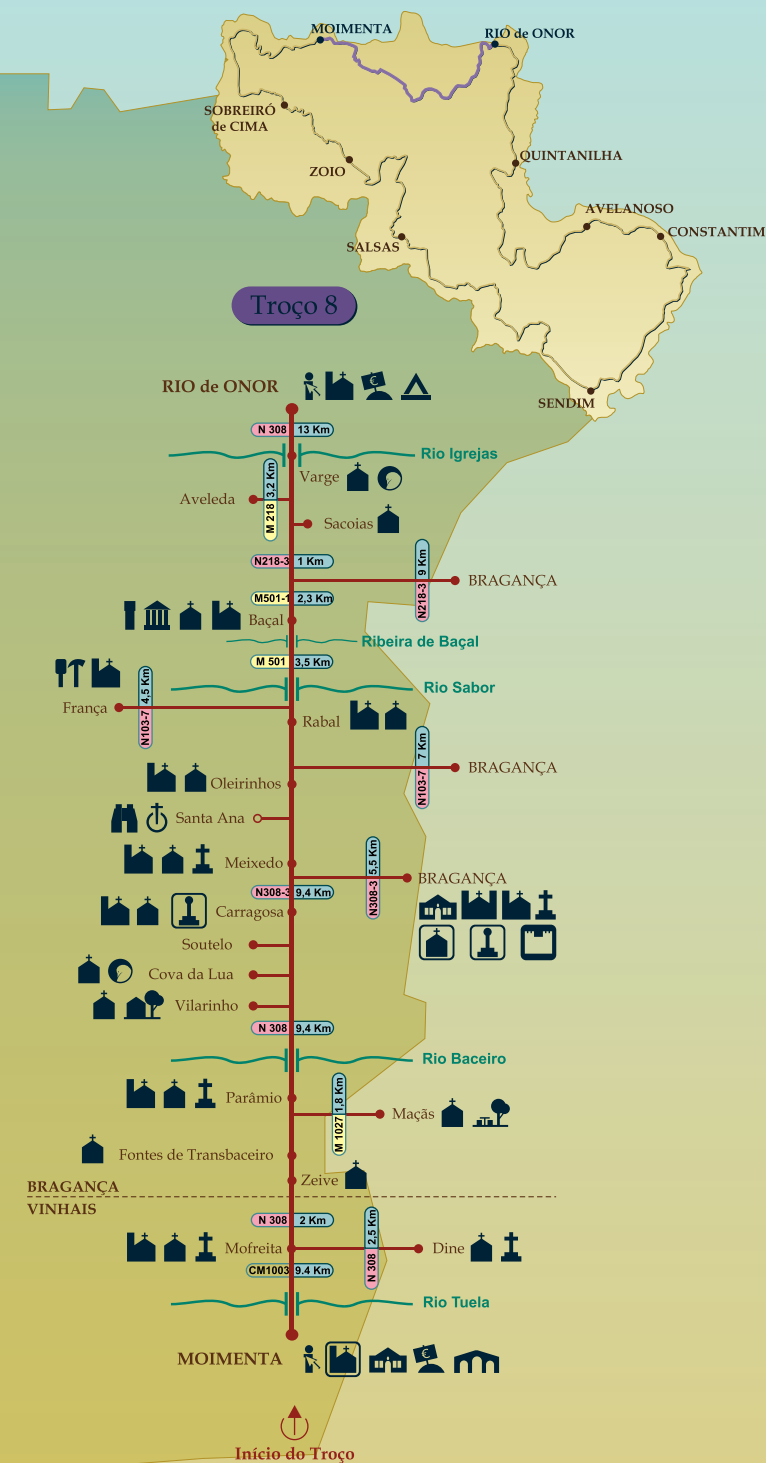 MOIMENTA
RIO de ONOR
SOBREIRÓ
de CIMA
ZOIO
QUINTANILHA
AVELANOSO
CONSTANTIM
SALSAS
SENDIM
Troço 8
RIO de ONOR
€
N 308 13 Km
Rio Igrejas
Varge
M 218 3,2 Km
Aveleda
Sacoias
N218-3 1 Km
N218-3 9 Km
BRAGANÇA
M501-1 2,3 Km
Baçal
Ribeira de Baçal
M 501 3,5 Km
Rio Sabor
N103-7 4,5 Km
França
Rabal
N103-7 7 Km
BRAGANÇA
Oleirinhos
Santa Ana
Meixedo
N308-3 5,5 Km
BRAGANÇA
N308-3 9,4 Km
Carragosa
Soutelo
Cova da Lua
Vilarinho
N 308 9,4 Km
Rio Baceiro
Parâmio
M 1027 1,8 Km
Maçãs
Fontes de Transbaceiro
Zeive
BRAGANÇA
VINHAIS
N 308 2 Km
N 308 2,5 Km
Mofreita
Dine
CM1003 9.4 Km
Rio Tuela
MOIMENTA
€
Início do Troço